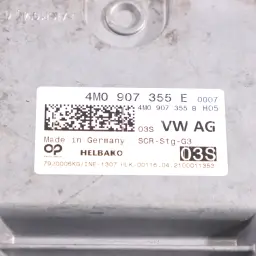 4M0 907 355 E 0007
4M0 907 355 B H05
03S VW AG
Made in Germany SCR-Stg-G3
HELBAKO 03S